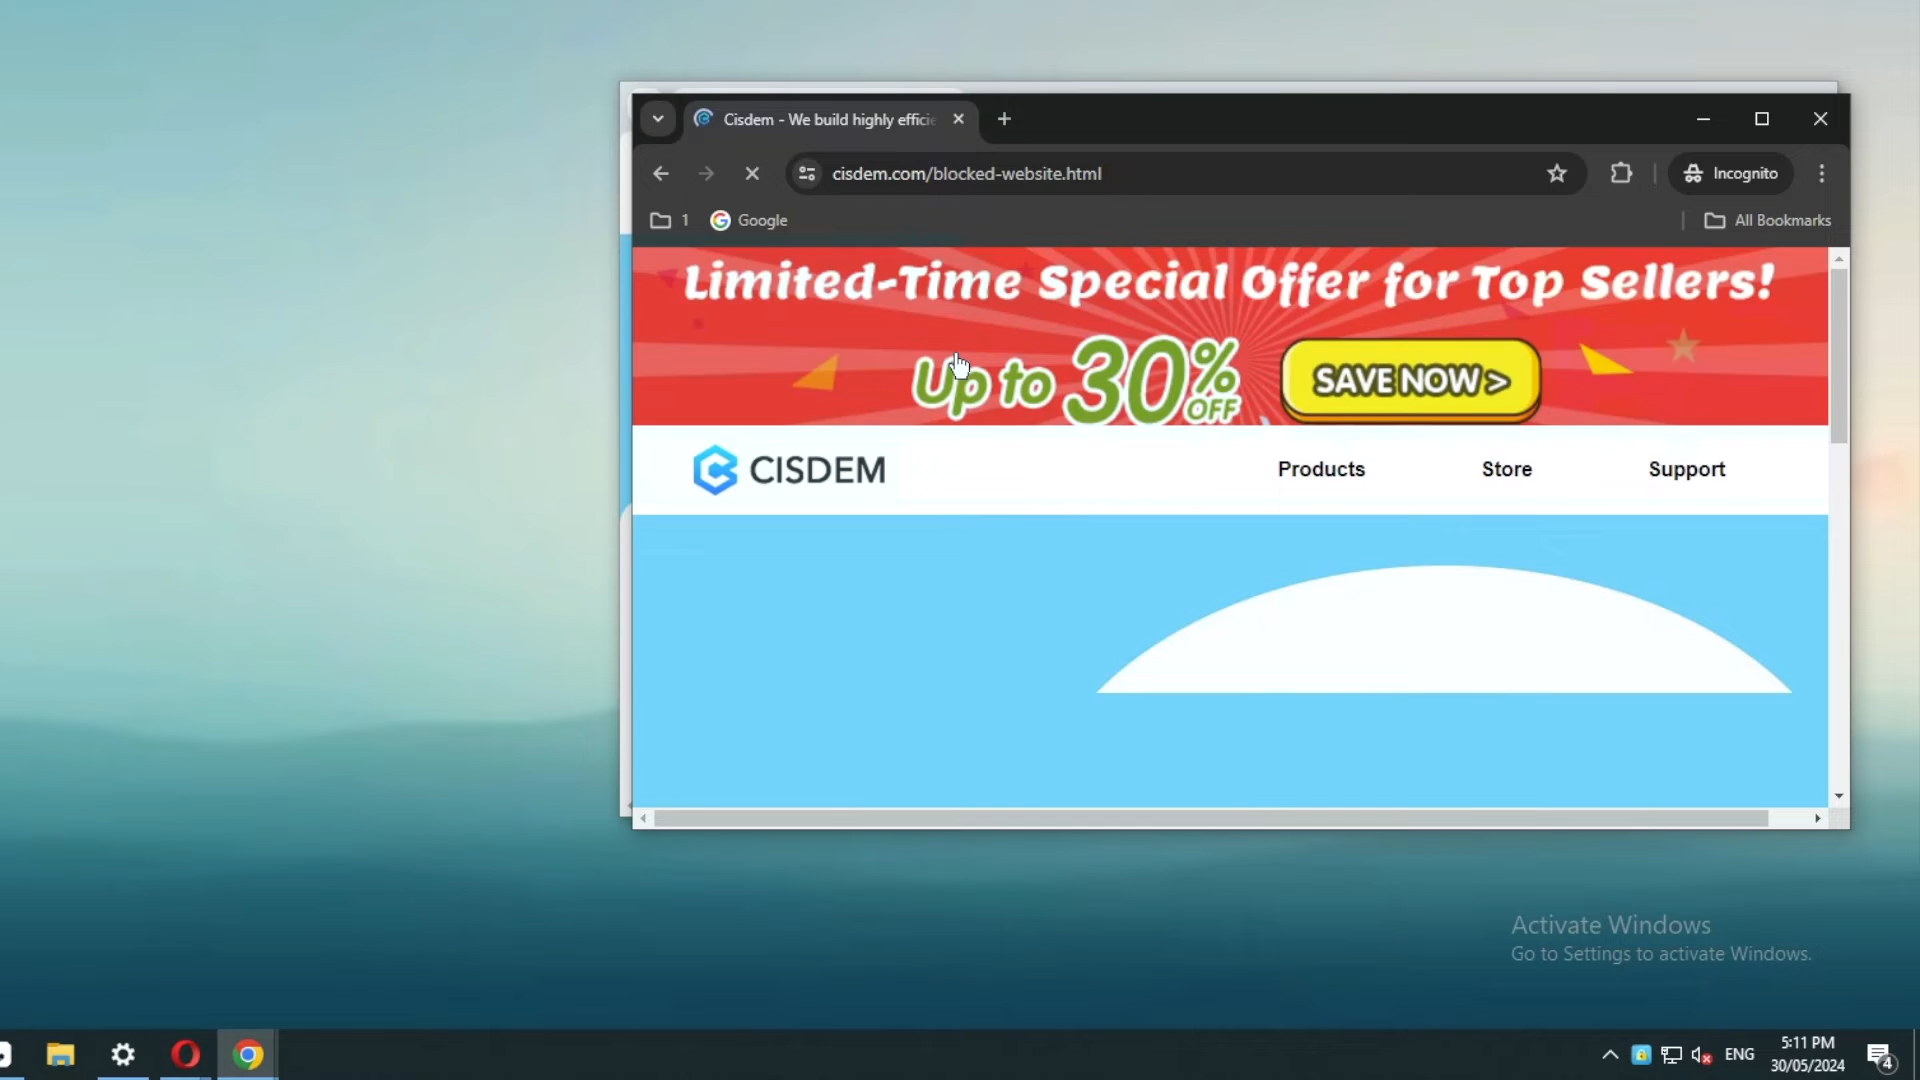 Cisdem - We build highly efficie
cisdem.com/blocked-website.html
Incognito
1
Google
All Bookmarks
Limited-Time Special Offer for Top Sellers!
Up to 30% OFF
SAVE NOW >
CISDEM
Products
Store
Support
Activate Windows
Go to Settings to activate Windows.
ENG
5:11 PM
30/05/2024
4